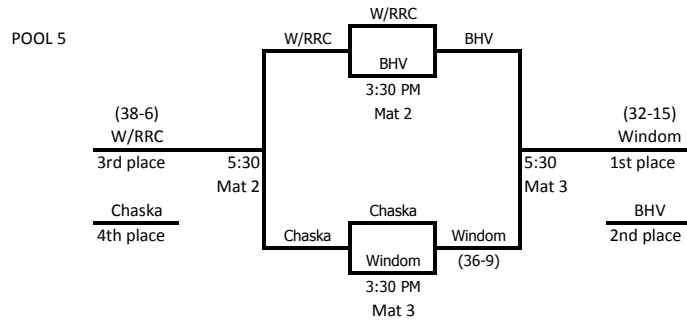 W/RRC
POOL 5
W/RRC
BHV
BHV
3:30 PM
Mat 2
(38-6)
W/RRC
3rd place
5:30
Mat 2
(32-15)
Windom
1st place
5:30
Mat 3
Chaska
4th place
BHV
2nd place
Chaska
Chaska
Windom
Windom
(36-9)
3:30 PM
Mat 3